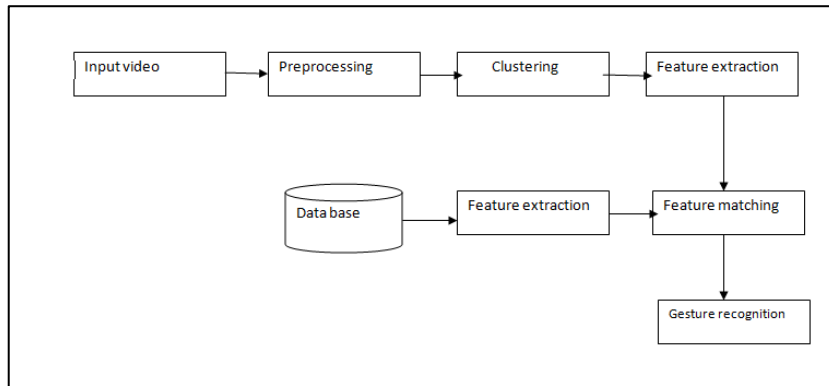 Input video
Preprocessing
Clustering
Feature extraction
Data base
Feature extraction
Feature matching
Gesture recognition